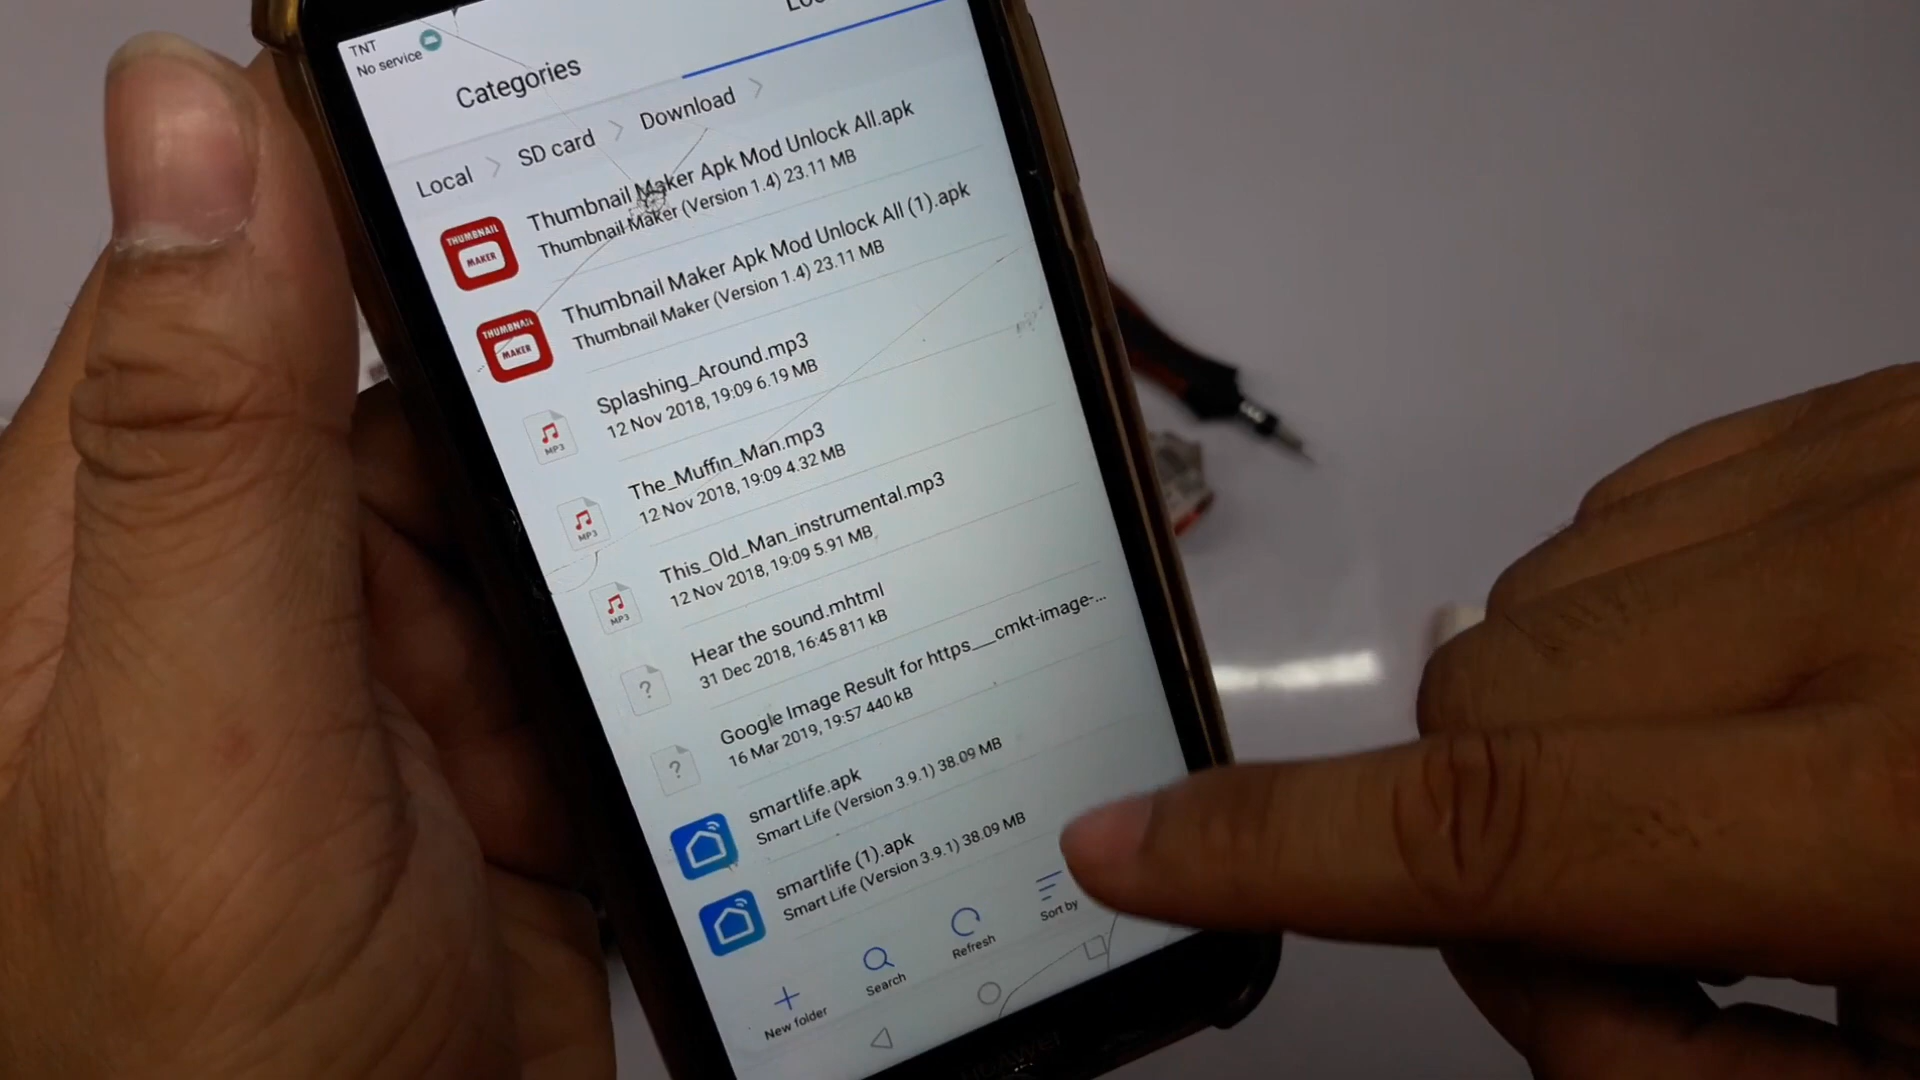 TNT
No service
Categories
Local
SD card
Download
THUMBNAIL
MAKER
Thumbnail Maker Apk Mod Unlock All.apk
Thumbnail Maker (Version 1.4) 23.11 MB
THUMBNAIL
MAKER
Thumbnail Maker Apk Mod Unlock All (1).apk
Thumbnail Maker (Version 1.4) 23.11 MB
MP3
Splashing_Around.mp3
12 Nov 2018, 19:09 6.19 MB
MP3
The_Muffin_Man.mp3
12 Nov 2018, 19:09 4.32 MB
MP3
This_Old_Man_instrumental.mp3
12 Nov 2018, 19:09 5.91 MB
?
Hear the sound.mhtml
31 Dec 2018, 16:45 811 kB
?
Google Image Result for https___cmkt-image-...
16 Mar 2019, 19:57 440 kB
smartlife.apk
Smart Life (Version 3.9.1) 38.09 MB
smartlife (1).apk
Smart Life (Version 3.9.1) 38.09 MB
New folder
Search
Refresh
Sort by
HUAWEI